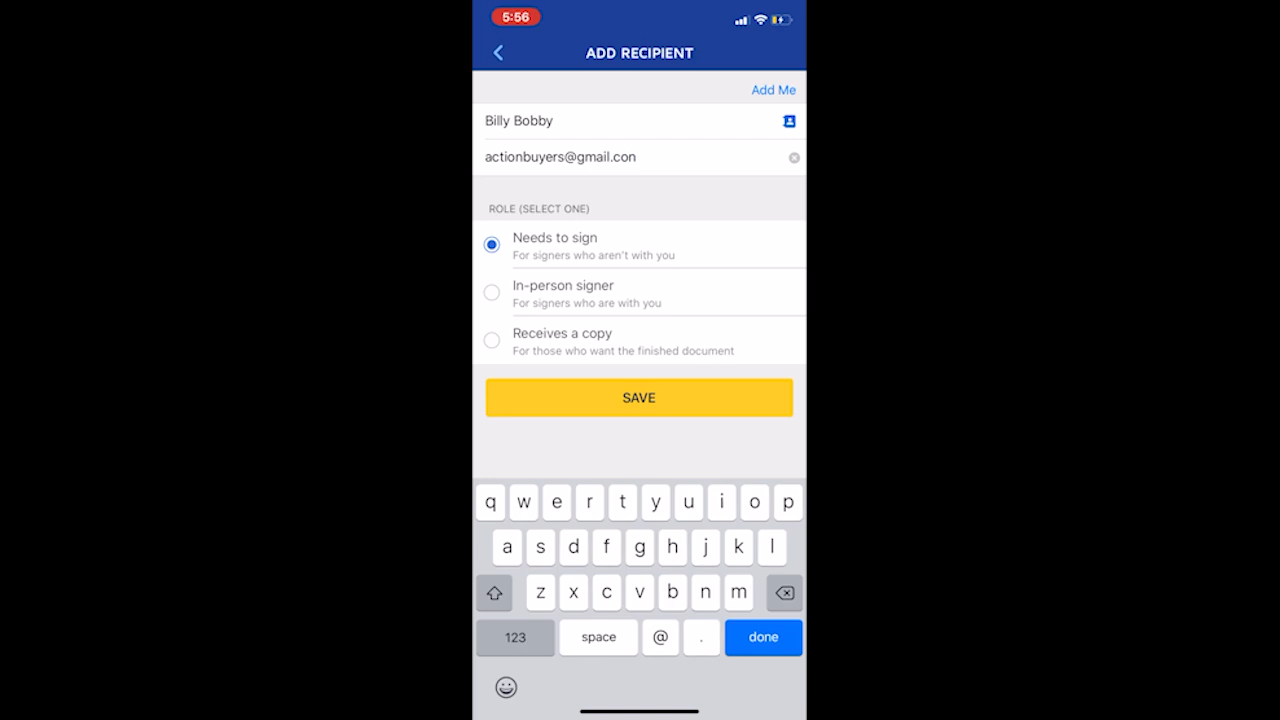 5:56
ADD RECIPIENT
Add Me
Billy Bobby
actionbuyers@gmail.con
ROLE (SELECT ONE)
Needs to sign
For signers who aren't with you
In-person signer
For signers who are with you
Receives a copy
For those who want the finished document
SAVE
q w e r t y u i o p
a s d f g h j k l
z x c v b n m
123 space @ . done